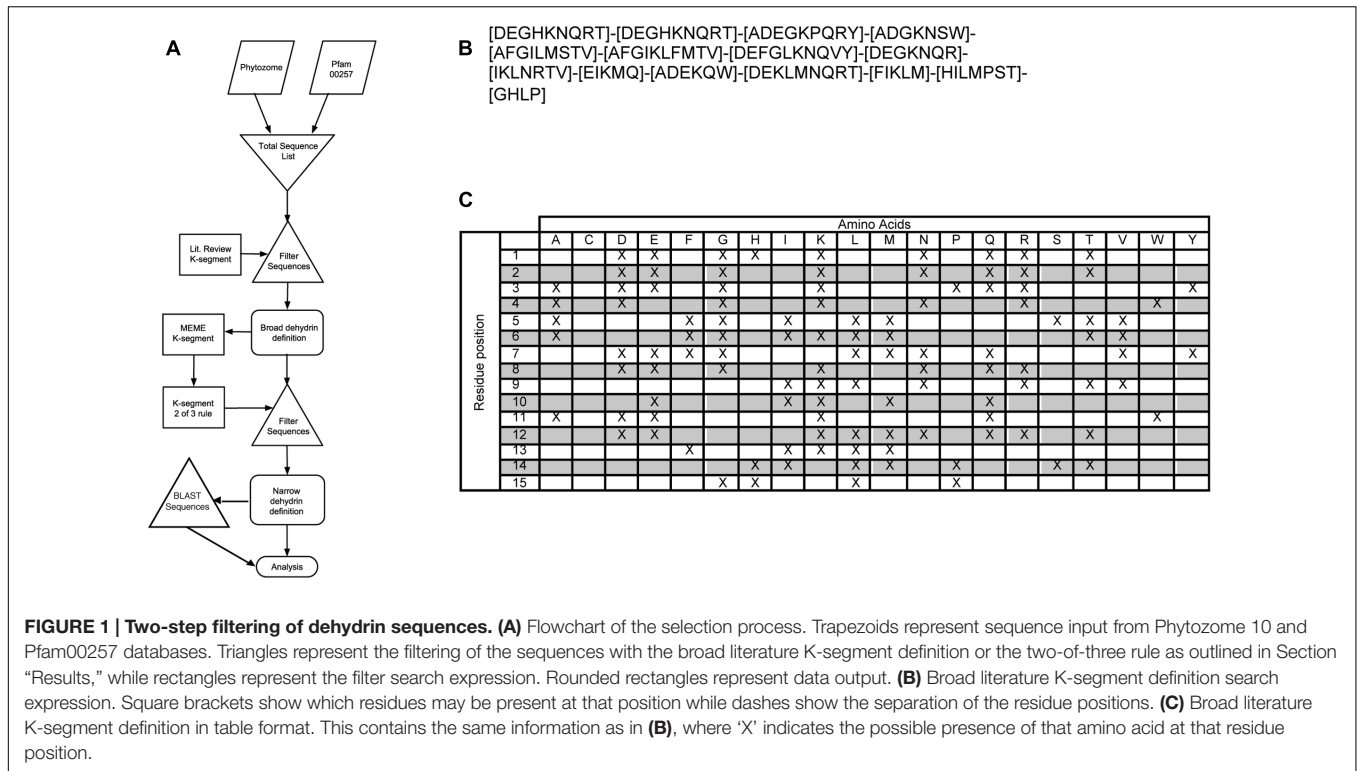 A
Phytozome
Pfam
00257
Total Sequence
List
Lit. Review
K-segment
Filter
Sequences
MEME
K-segment
Broad dehydrin
definition
K-segment
2 of 3 rule
Filter
Sequences
BLAST
Sequences
Narrow
dehydrin
definition
Analysis
B
[DEGHKNQRT]-[DEGHKNQRT]-[ADEGKPQRY]-[ADGKNSW]-
[AFGILMSTV]-[AFGIKLFMTV]-[DEFGLKNQVY]-[DEGKNQR]-
[IKLNRTV]-[EIKMQ]-[ADEKQW]-[DEKLMNQRT]-[FIKLM]-[HILMPST]-
[GHLP]
C
Amino Acids
A C D E F G H I K L M N P Q R S T V W Y
Residue position
1 X X X X X X X X X
2 X X X X X X X X
3 X X X X X X X X X
4 X X X X X X X
5 X X X X X X X X X
6 X X X X X X X X X
7 X X X X X X X X X X
8 X X X X X X X
9 X X X X X X X
10 X X X X X
11 X X X X X X
12 X X X X X X X X X
13 X X X X X
14 X X X X X X X
15 X X X X
FIGURE 1 | Two-step filtering of dehydrin sequences. (A) Flowchart of the selection process. Trapezoids represent sequence input from Phytozome 10 and
Pfam00257 databases. Triangles represent the filtering of the sequences with the broad literature K-segment definition or the two-of-three rule as outlined in Section
“Results,” while rectangles represent the filter search expression. Rounded rectangles represent data output. (B) Broad literature K-segment definition search
expression. Square brackets show which residues may be present at that position while dashes show the separation of the residue positions. (C) Broad literature
K-segment definition in table format. This contains the same information as in (B), where ‘X’ indicates the possible presence of that amino acid at that residue
position.